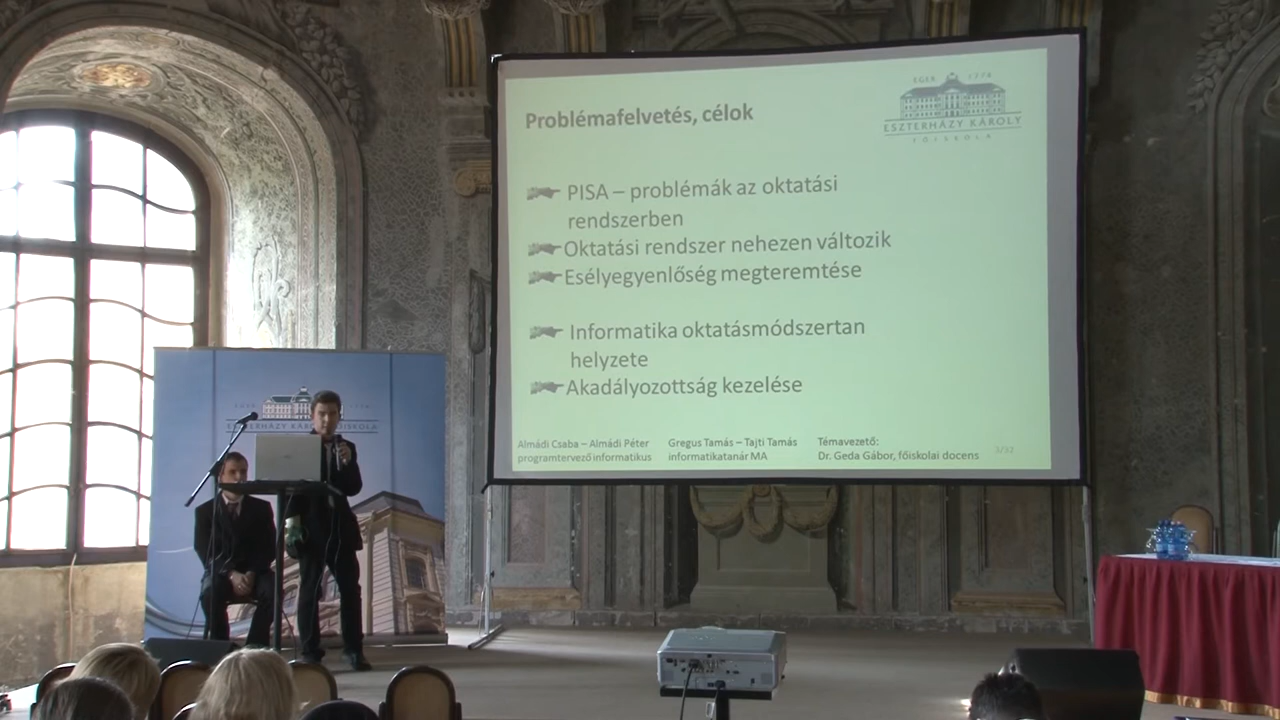 EGER 1774
ESZTERHÁZY KÁROLY
FŐISKOLA
Problémafelvetés, célok
PISA – problémák az oktatási
rendszerben
Oktatási rendszer nehezen változik
Esélyegyenlőség megteremtése
Informatika oktatásmódszertan
helyzete
Akadályozottság kezelése
Almádi Csaba – Almádi Péter
programtervező informatikus
Gregus Tamás – Tajti Tamás
informatikatanár MA
Témavezető:
Dr. Geda Gábor, főiskolai docens
ESZTERHÁZY KÁROLY FŐISKOLA